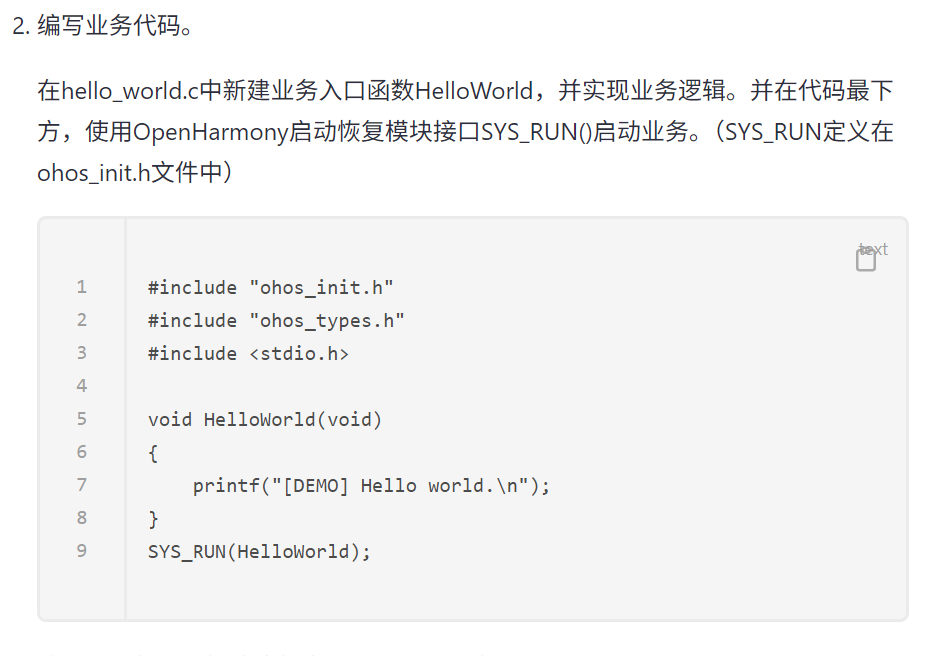 2. 编写业务代码。
在hello_world.c中新建业务入口函数HelloWorld，并实现业务逻辑。并在代码最下
方，使用OpenHarmony启动恢复模块接口SYS_RUN()启动业务。（SYS_RUN定义在
ohos_init.h文件中）
text
1 #include "ohos_init.h"
2 #include "ohos_types.h"
3 #include <stdio.h>
4
5 void HelloWorld(void)
6 {
7     printf("[DEMO] Hello world.\n");
8 }
9 SYS_RUN(HelloWorld);